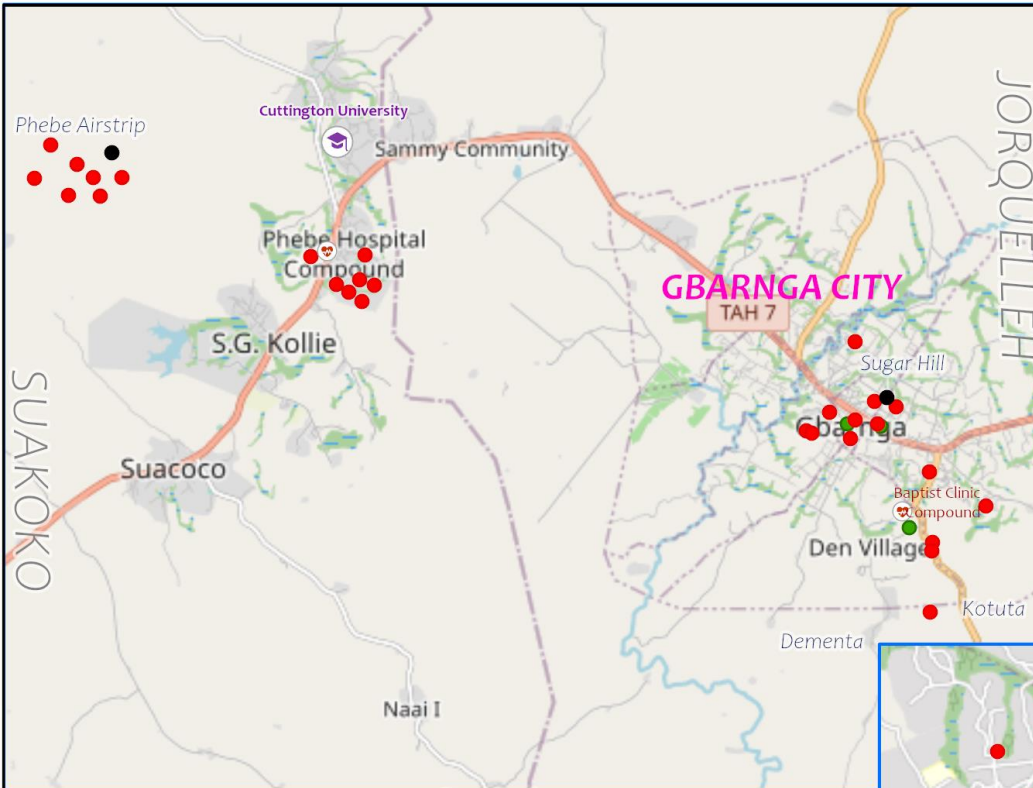 Cuttington University
Phebe Airstrip
Sammy Community
Phebe Hospital
Compound
S.G. Kollie
Suacoco
SUAKOKO
Naai I
JORQUELLEH
GBARNGA CITY
TAH 7
Sugar Hill
Gbarnga
Baptist Clinic
Compound
Den Village
Kotuta
Dementa